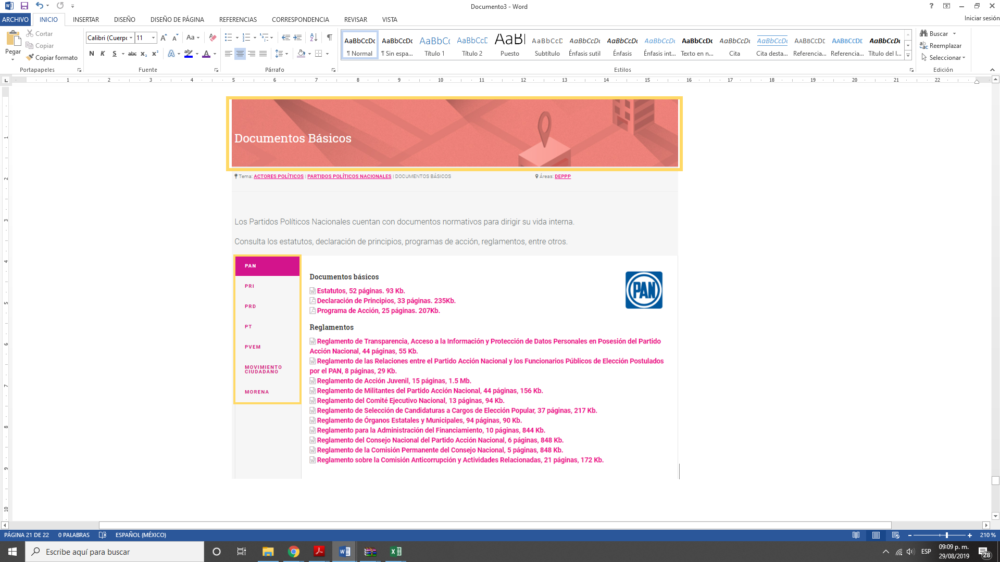 Documento3 - Word
?
ARCHIVO INICIO INSERTAR DISEÑO DISEÑO DE PÁGINA REFERENCIAS CORRESPONDENCIA REVISAR VISTA
Iniciar sesión
Pegar
Cortar
Copiar
Copiar formato
Portapapeles
Calibri (Cuerpo 11
N K S abc x₂ x²
Fuente
Párrafo
AaBbCcDc AaBbCcDc AaBbCc AaBbCcD AaBl AaBbCcD AaBbCcDc AaBbCcDc AaBbCcDc AaBbCcDc AaBbCcDc AaBbCcDc AABBCCDD AABBCCDD AaBbCcDc
¶ Normal ¶ Sin espa... Título 1 Título 2 Puesto Subtítulo Énfasis sutil Énfasis Énfasis int... Texto en n... Cita Cita desta... Referencia... Referencia... Título del l...
Estilos
Buscar
Reemplazar
Seleccionar
Edición
1 2 3 4 5 6 7 8 9 10 11 12 13 14 15 16 17 18 19 20 21 22
Documentos Básicos
Tema: ACTORES POLÍTICOS | PARTIDOS POLÍTICOS NACIONALES | DOCUMENTOS BÁSICOS
Áreas: DEPPP
Los Partidos Políticos Nacionales cuentan con documentos normativos para dirigir su vida interna.
Consulta los estatutos, declaración de principios, programas de acción, reglamentos, entre otros.
PAN
PRI
PRD
PT
PVEM
MOVIMIENTO
CIUDADANO
MORENA
Documentos básicos
PAN
Estatutos, 52 páginas. 93 Kb.
Declaración de Principios, 33 páginas. 235Kb.
Programa de Acción, 25 páginas. 207Kb.
Reglamentos
Reglamento de Transparencia, Acceso a la Información y Protección de Datos Personales en Posesión del Partido
Acción Nacional, 44 páginas, 55 Kb.
Reglamento de las Relaciones entre el Partido Acción Nacional y los Funcionarios Públicos de Elección Postulados
por el PAN, 8 páginas, 29 Kb.
Reglamento de Acción Juvenil, 15 páginas, 1.5 Mb.
Reglamento de Militantes del Partido Acción Nacional, 44 páginas, 156 Kb.
Reglamento del Comité Ejecutivo Nacional, 13 páginas, 94 Kb.
Reglamento de Selección de Candidaturas a Cargos de Elección Popular, 37 páginas, 217 Kb.
Reglamento de Órganos Estatales y Municipales, 94 páginas, 90 Kb.
Reglamento para la Administración del Financiamiento, 10 páginas, 844 Kb.
Reglamento del Consejo Nacional del Partido Acción Nacional, 6 páginas, 848 Kb.
Reglamento de la Comisión Permanente del Consejo Nacional, 5 páginas, 848 Kb.
Reglamento sobre la Comisión Anticorrupción y Actividades Relacionadas, 21 páginas, 172 Kb.
1
2
3
4
5
6
7
8
9
10
PÁGINA 21 DE 22 0 PALABRAS ESPAÑOL (MÉXICO)
210 %
Escribe aquí para buscar
ESP
09:09 p. m.
29/08/2019
28